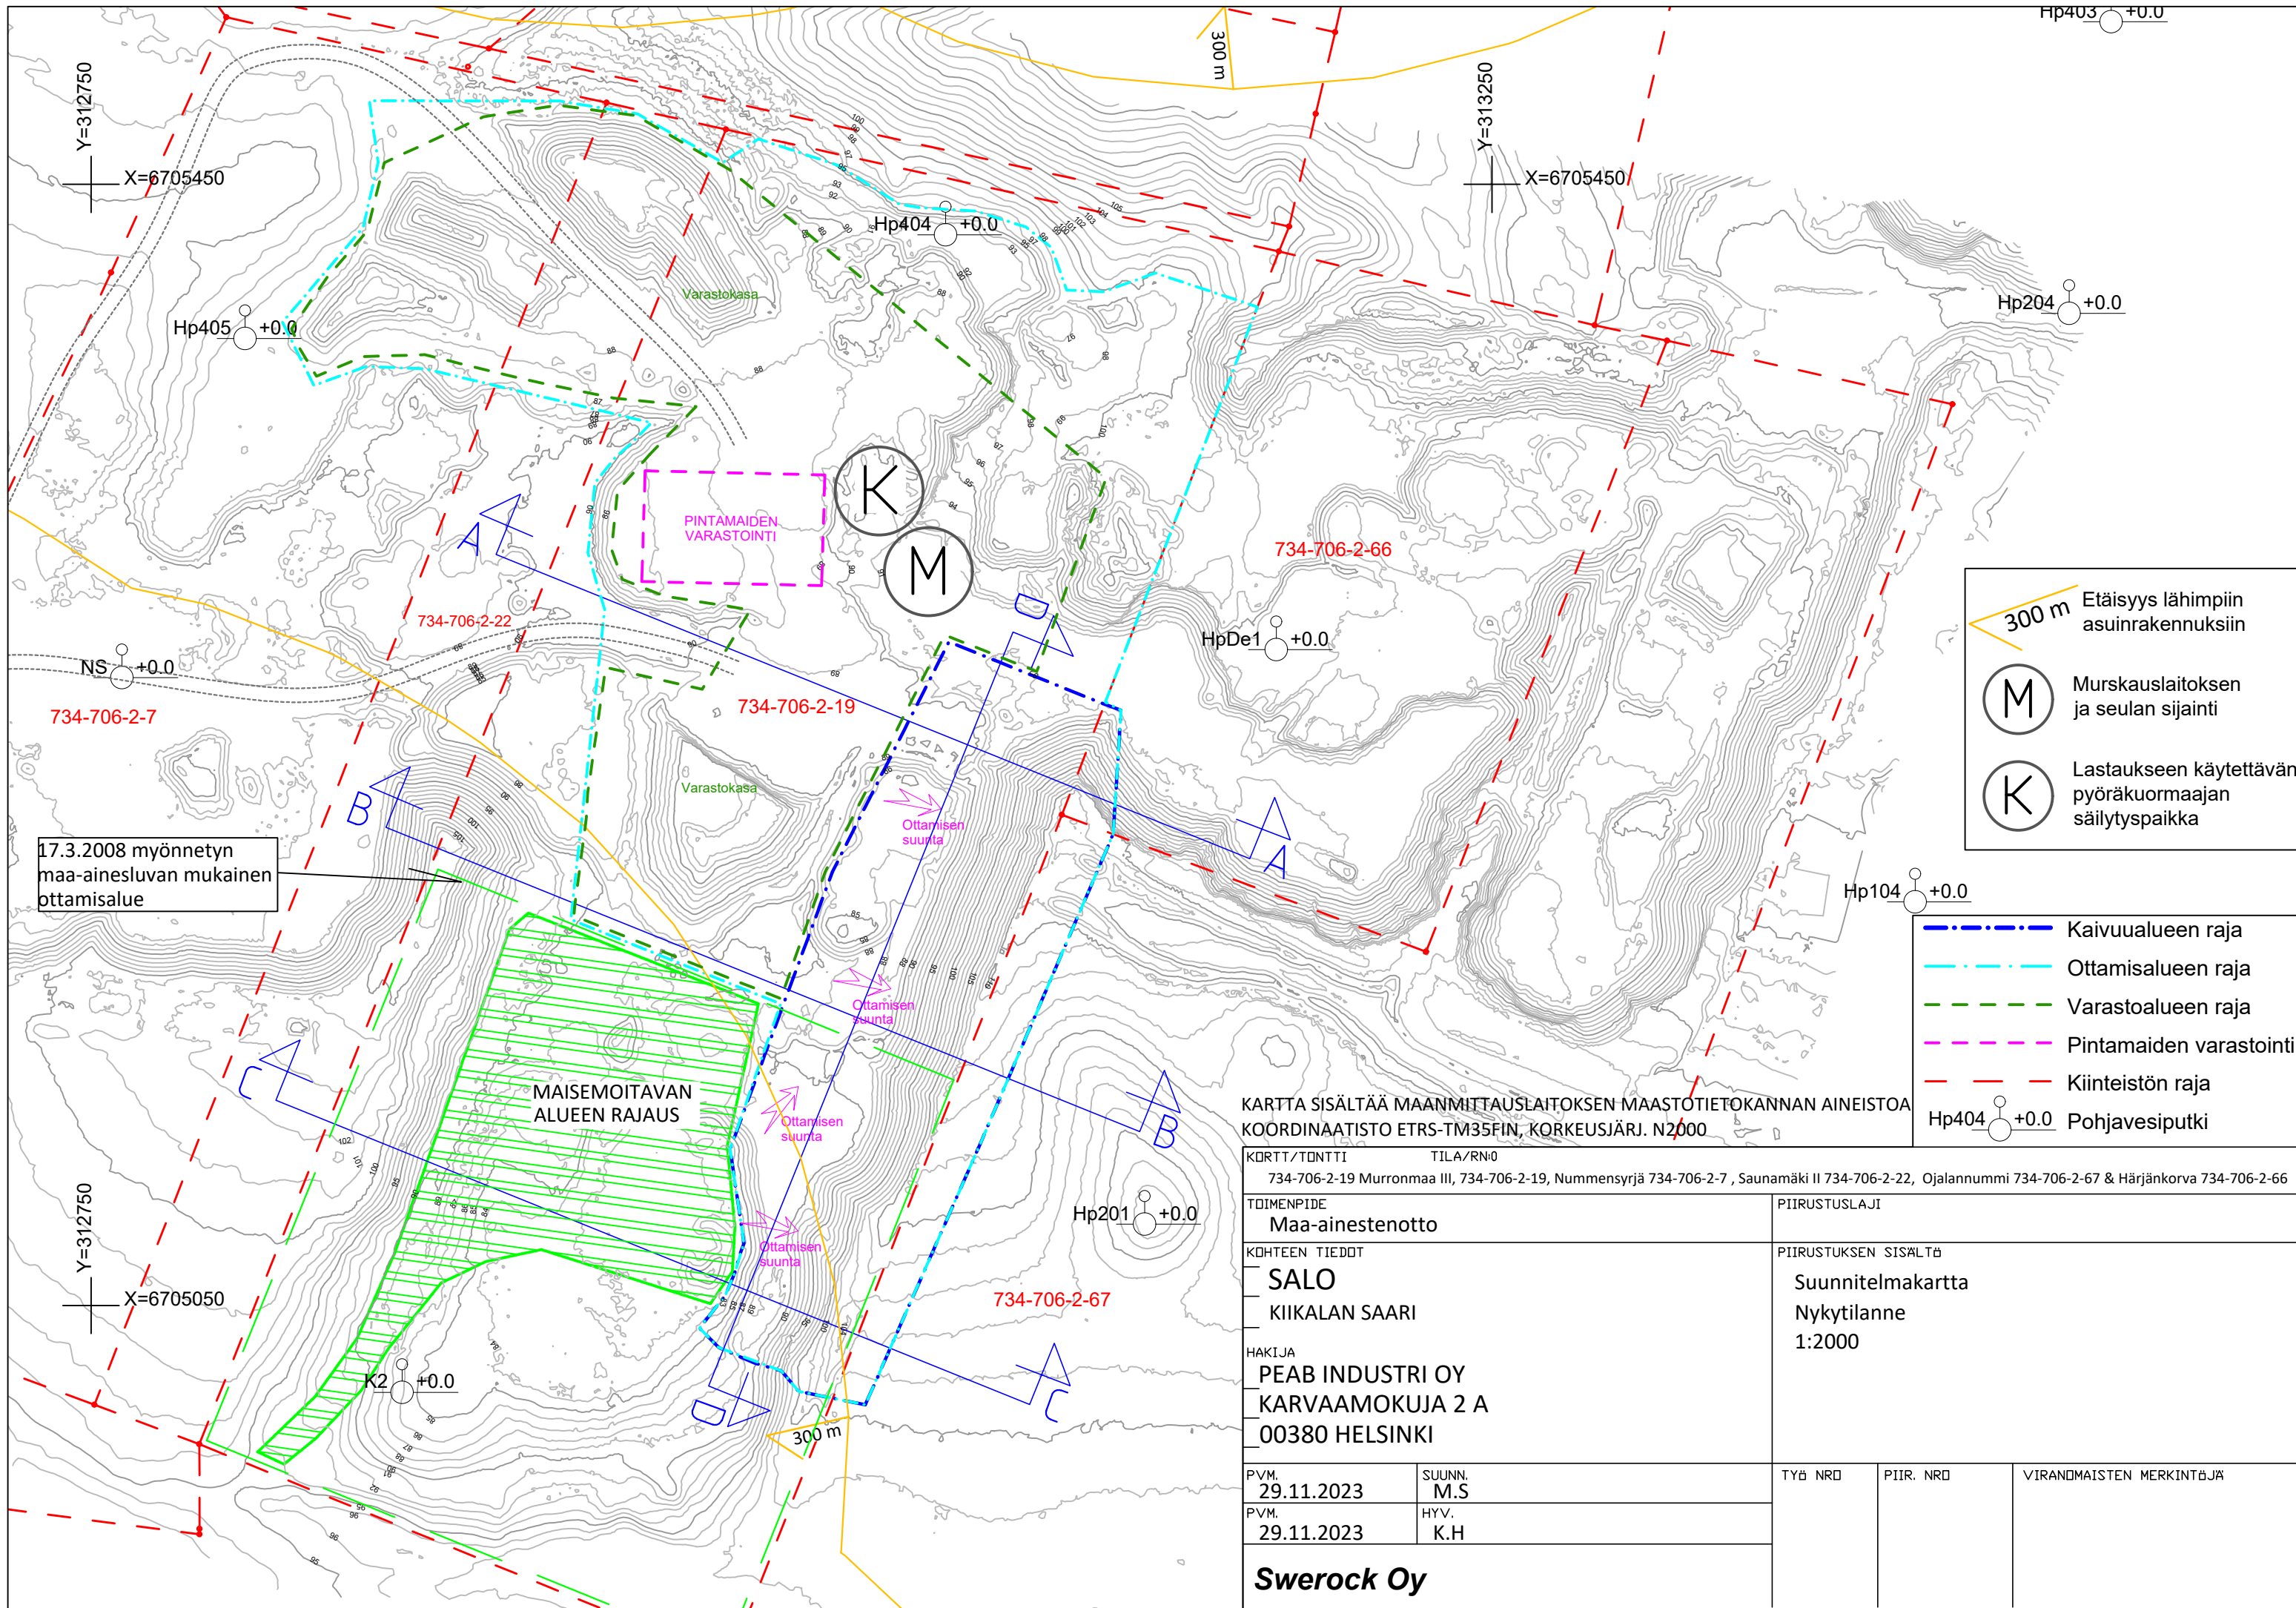 Hp403 +0.0
300 m
Y=312750
X=6705450
Y=313250
X=6705450
Hp404 +0.0
Hp405 +0.0
Hp204 +0.0
Varastokasa
PINTAMAIDEN
VARASTOINTI
K
M
A
D
734-706-2-66
734-706-2-22
HpDe1 +0.0
NS +0.0
734-706-2-7
734-706-2-19
Varastokasa
B
A
Ottamisen
suunta
17.3.2008 myönnetyn
maa-ainesluvan mukainen
ottamisalue
Ottamisen
suunta
C
MAISEMOITAVAN
ALUEEN RAJAUS
Ottamisen
suunta
B
Ottamisen
suunta
Hp201 +0.0
734-706-2-67
Y=312750
X=6705050
K2 +0.0
D
C
300 m
300 m
Etäisyys lähimpiin
asuinrakennuksiin
M
Murskauslaitoksen
ja seulan sijainti
K
Lastaukseen käytettävän
pyöräkuormaajan
säilytyspaikka
Hp104 +0.0
Kaivuualueen raja
Ottamisalueen raja
Varastoalueen raja
Pintamaiden varastointi
Kiinteistön raja
Hp404 +0.0 Pohjavesiputki
KARTTA SISÄLTÄÄ MAANMITTAUSLAITOKSEN MAASTOTIETOKANNAN AINEISTOA
KOORDINAATISTO ETRS-TM35FIN, KORKEUSJÄRJ. N2000
KORTT/TONTTI TILA/RN:O
734-706-2-19 Murronmaa III, 734-706-2-19, Nummensyrjä 734-706-2-7 , Saunamäki II 734-706-2-22, Ojalannummi 734-706-2-67 & Härjänkorva 734-706-2-66
TOIMENPIDE
Maa-ainestenotto
PIIRUSTUSLAJI
KOHTEEN TIEDOT
SALO
KIIKALAN SAARI
PIIRUSTUKSEN SISÄLTÖ
Suunnitelmakartta
Nykytilanne
1:2000
HAKIJA
PEAB INDUSTRI OY
KARVAAMOKUJA 2 A
00380 HELSINKI
PVM.
29.11.2023
SUUNN.
M.S
PVM.
29.11.2023
HYV.
K.H
TYÖ NRO
PIIR. NRO
VIRANOMAISTEN MERKINTÖJÄ
Swerock Oy